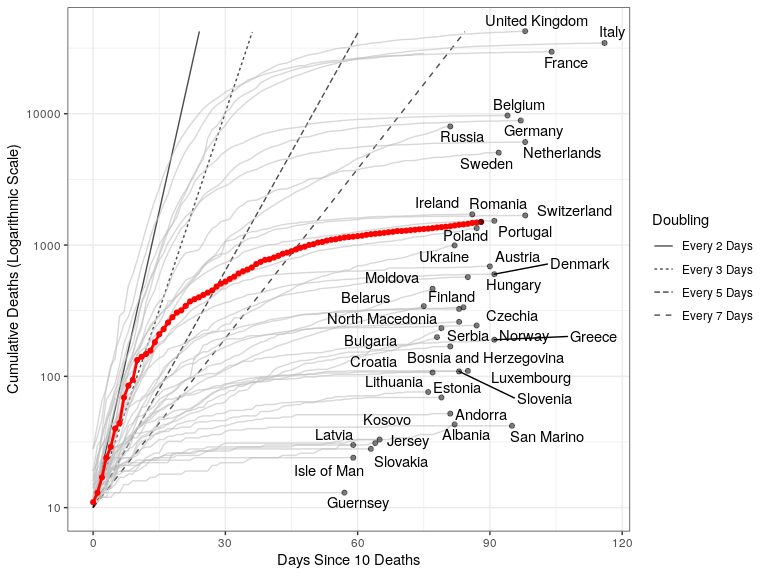 United Kingdom
Italy
France
Belgium
Germany
Russia
Netherlands
Sweden
Ireland Romania
Switzerland
Portugal
Poland
Ukraine
Austria
Denmark
Moldova
Hungary
Belarus
Finland
North Macedonia
Czechia
Bulgaria
Serbia
Norway
Greece
Croatia
Bosnia and Herzegovina
Lithuania
Luxembourg
Estonia
Slovenia
Kosovo
Andorra
Latvia
Jersey
Albania
San Marino
Isle of Man
Slovakia
Guernsey
10000
1000
100
10
0 30 60 90 120
Days Since 10 Deaths
Cumulative Deaths (Logarithmic Scale)
Doubling
Every 2 Days
Every 3 Days
Every 5 Days
Every 7 Days